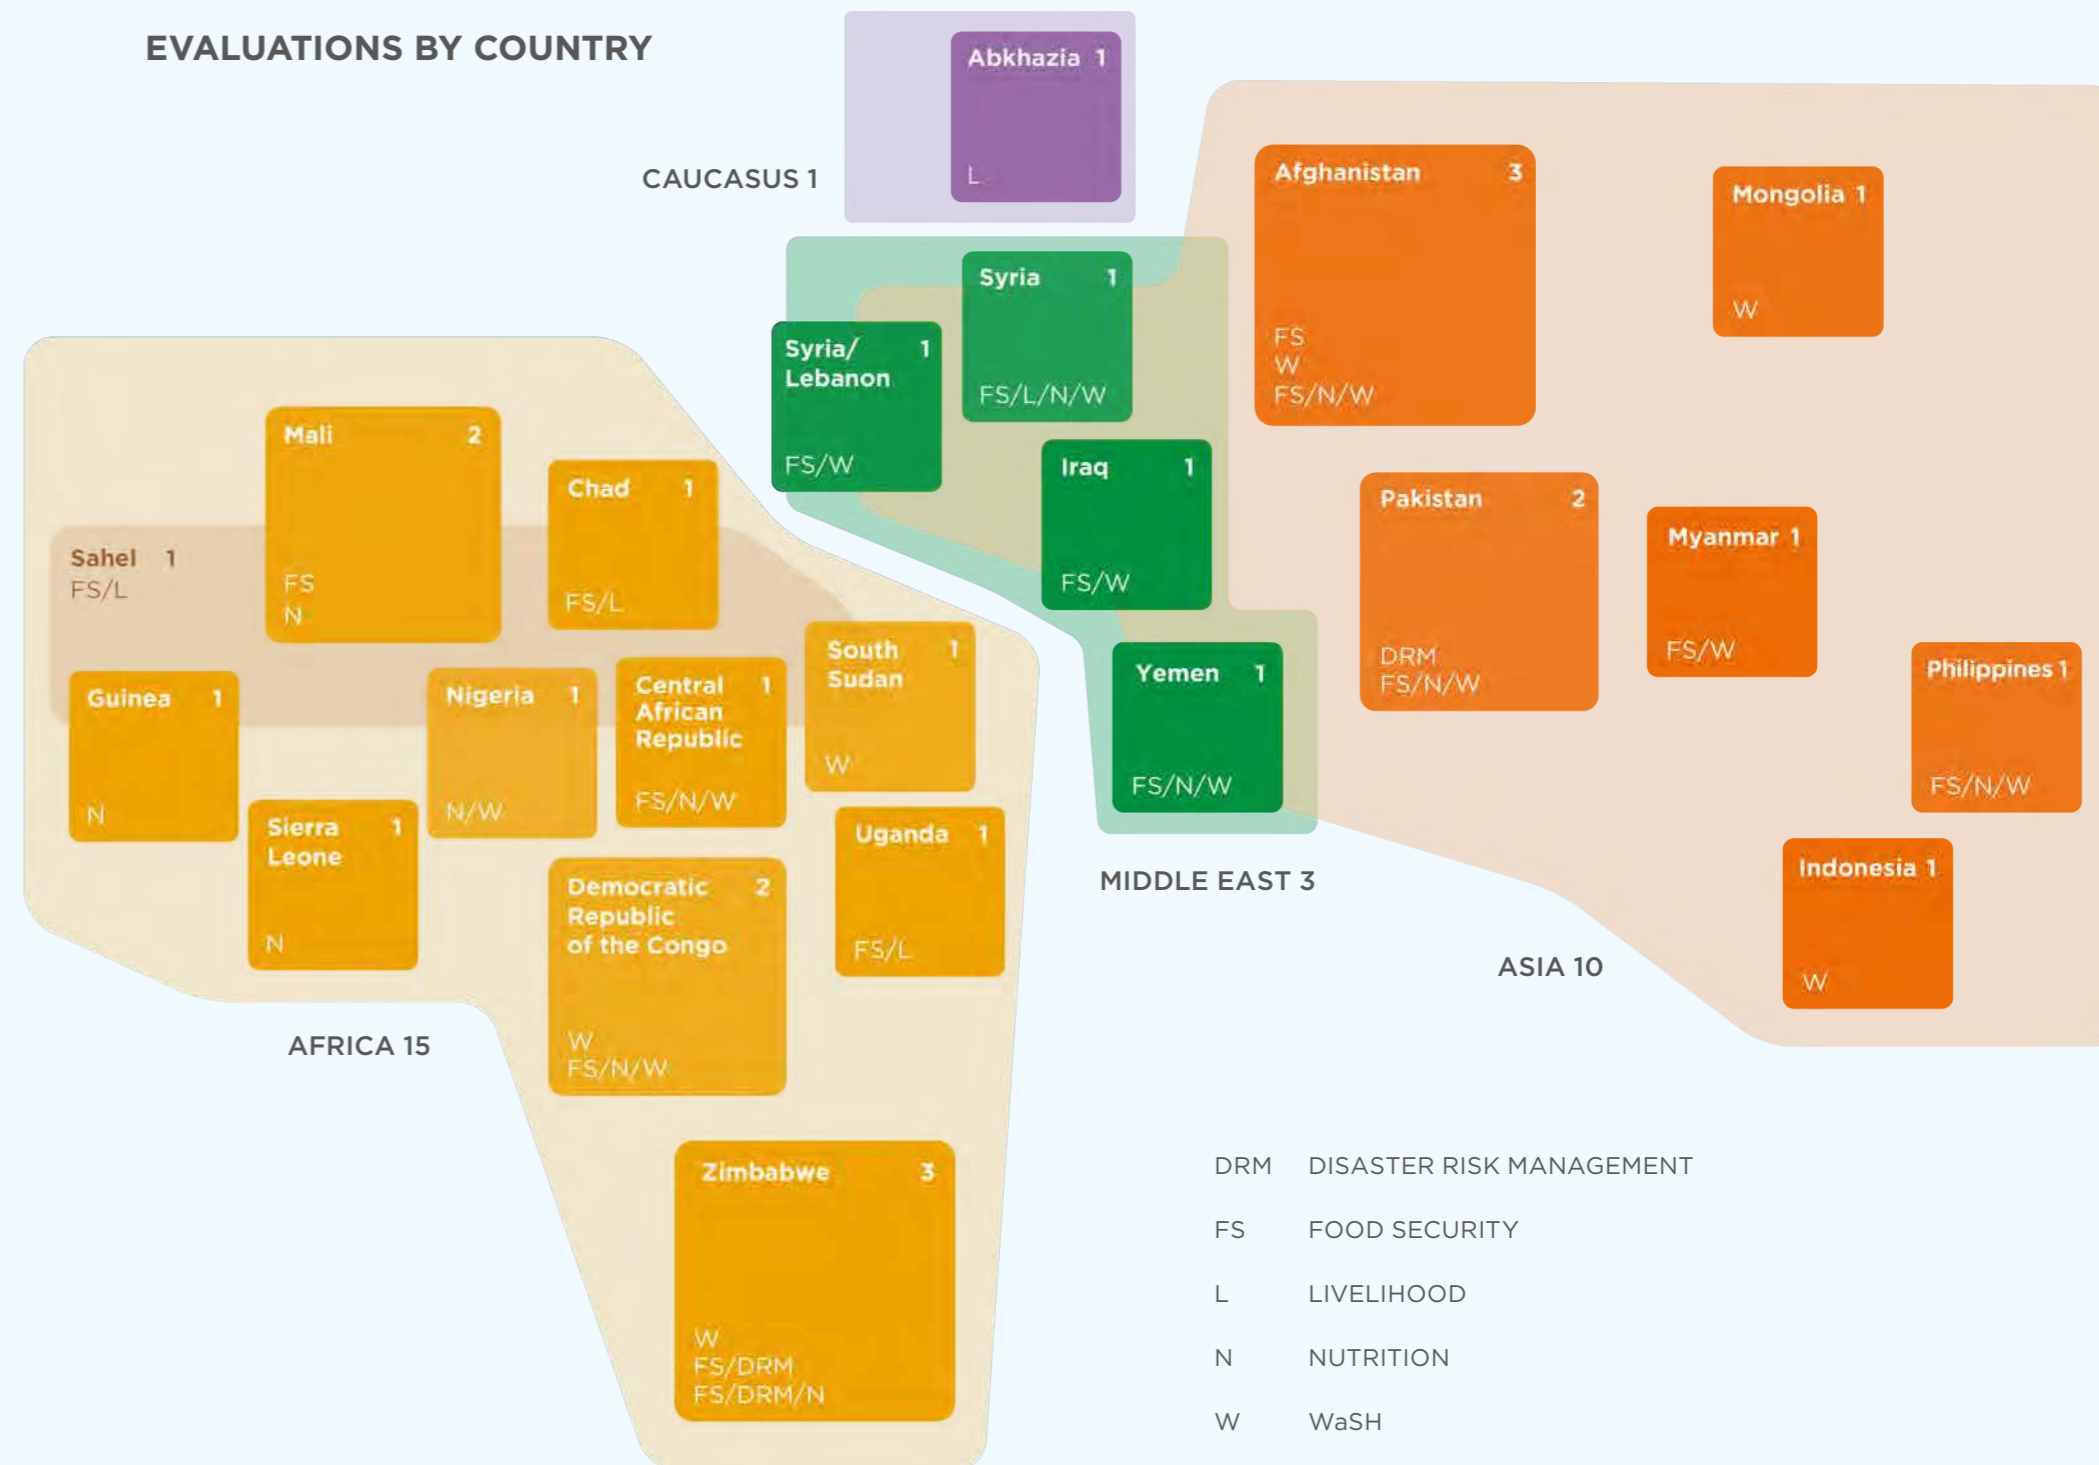 EVALUATIONS BY COUNTRY
CAUCASUS 1
Abkhazia 1
L
Syria 1
FS/L/N/W
Syria/ 1
Lebanon
FS/W
Iraq 1
FS/W
Yemen 1
FS/N/W
MIDDLE EAST 3
Afghanistan 3
FS
W
FS/N/W
Mongolia 1
W
Pakistan 2
DRM
FS/N/W
Myanmar 1
FS/W
Philippines 1
FS/N/W
Indonesia 1
W
ASIA 10
Sahel 1
FS/L
Mali 2
FS
N
Chad 1
FS/L
Guinea 1
N
Sierra 1
Leone
N
Nigeria 1
N/W
Central 1
African
Republic
FS/N/W
South 1
Sudan
W
Uganda 1
FS/L
Democratic 2
Republic
of the Congo
W
FS/N/W
Zimbabwe 3
W
FS/DRM
FS/DRM/N
AFRICA 15
DRM DISASTER RISK MANAGEMENT
FS FOOD SECURITY
L LIVELIHOOD
N NUTRITION
W WaSH